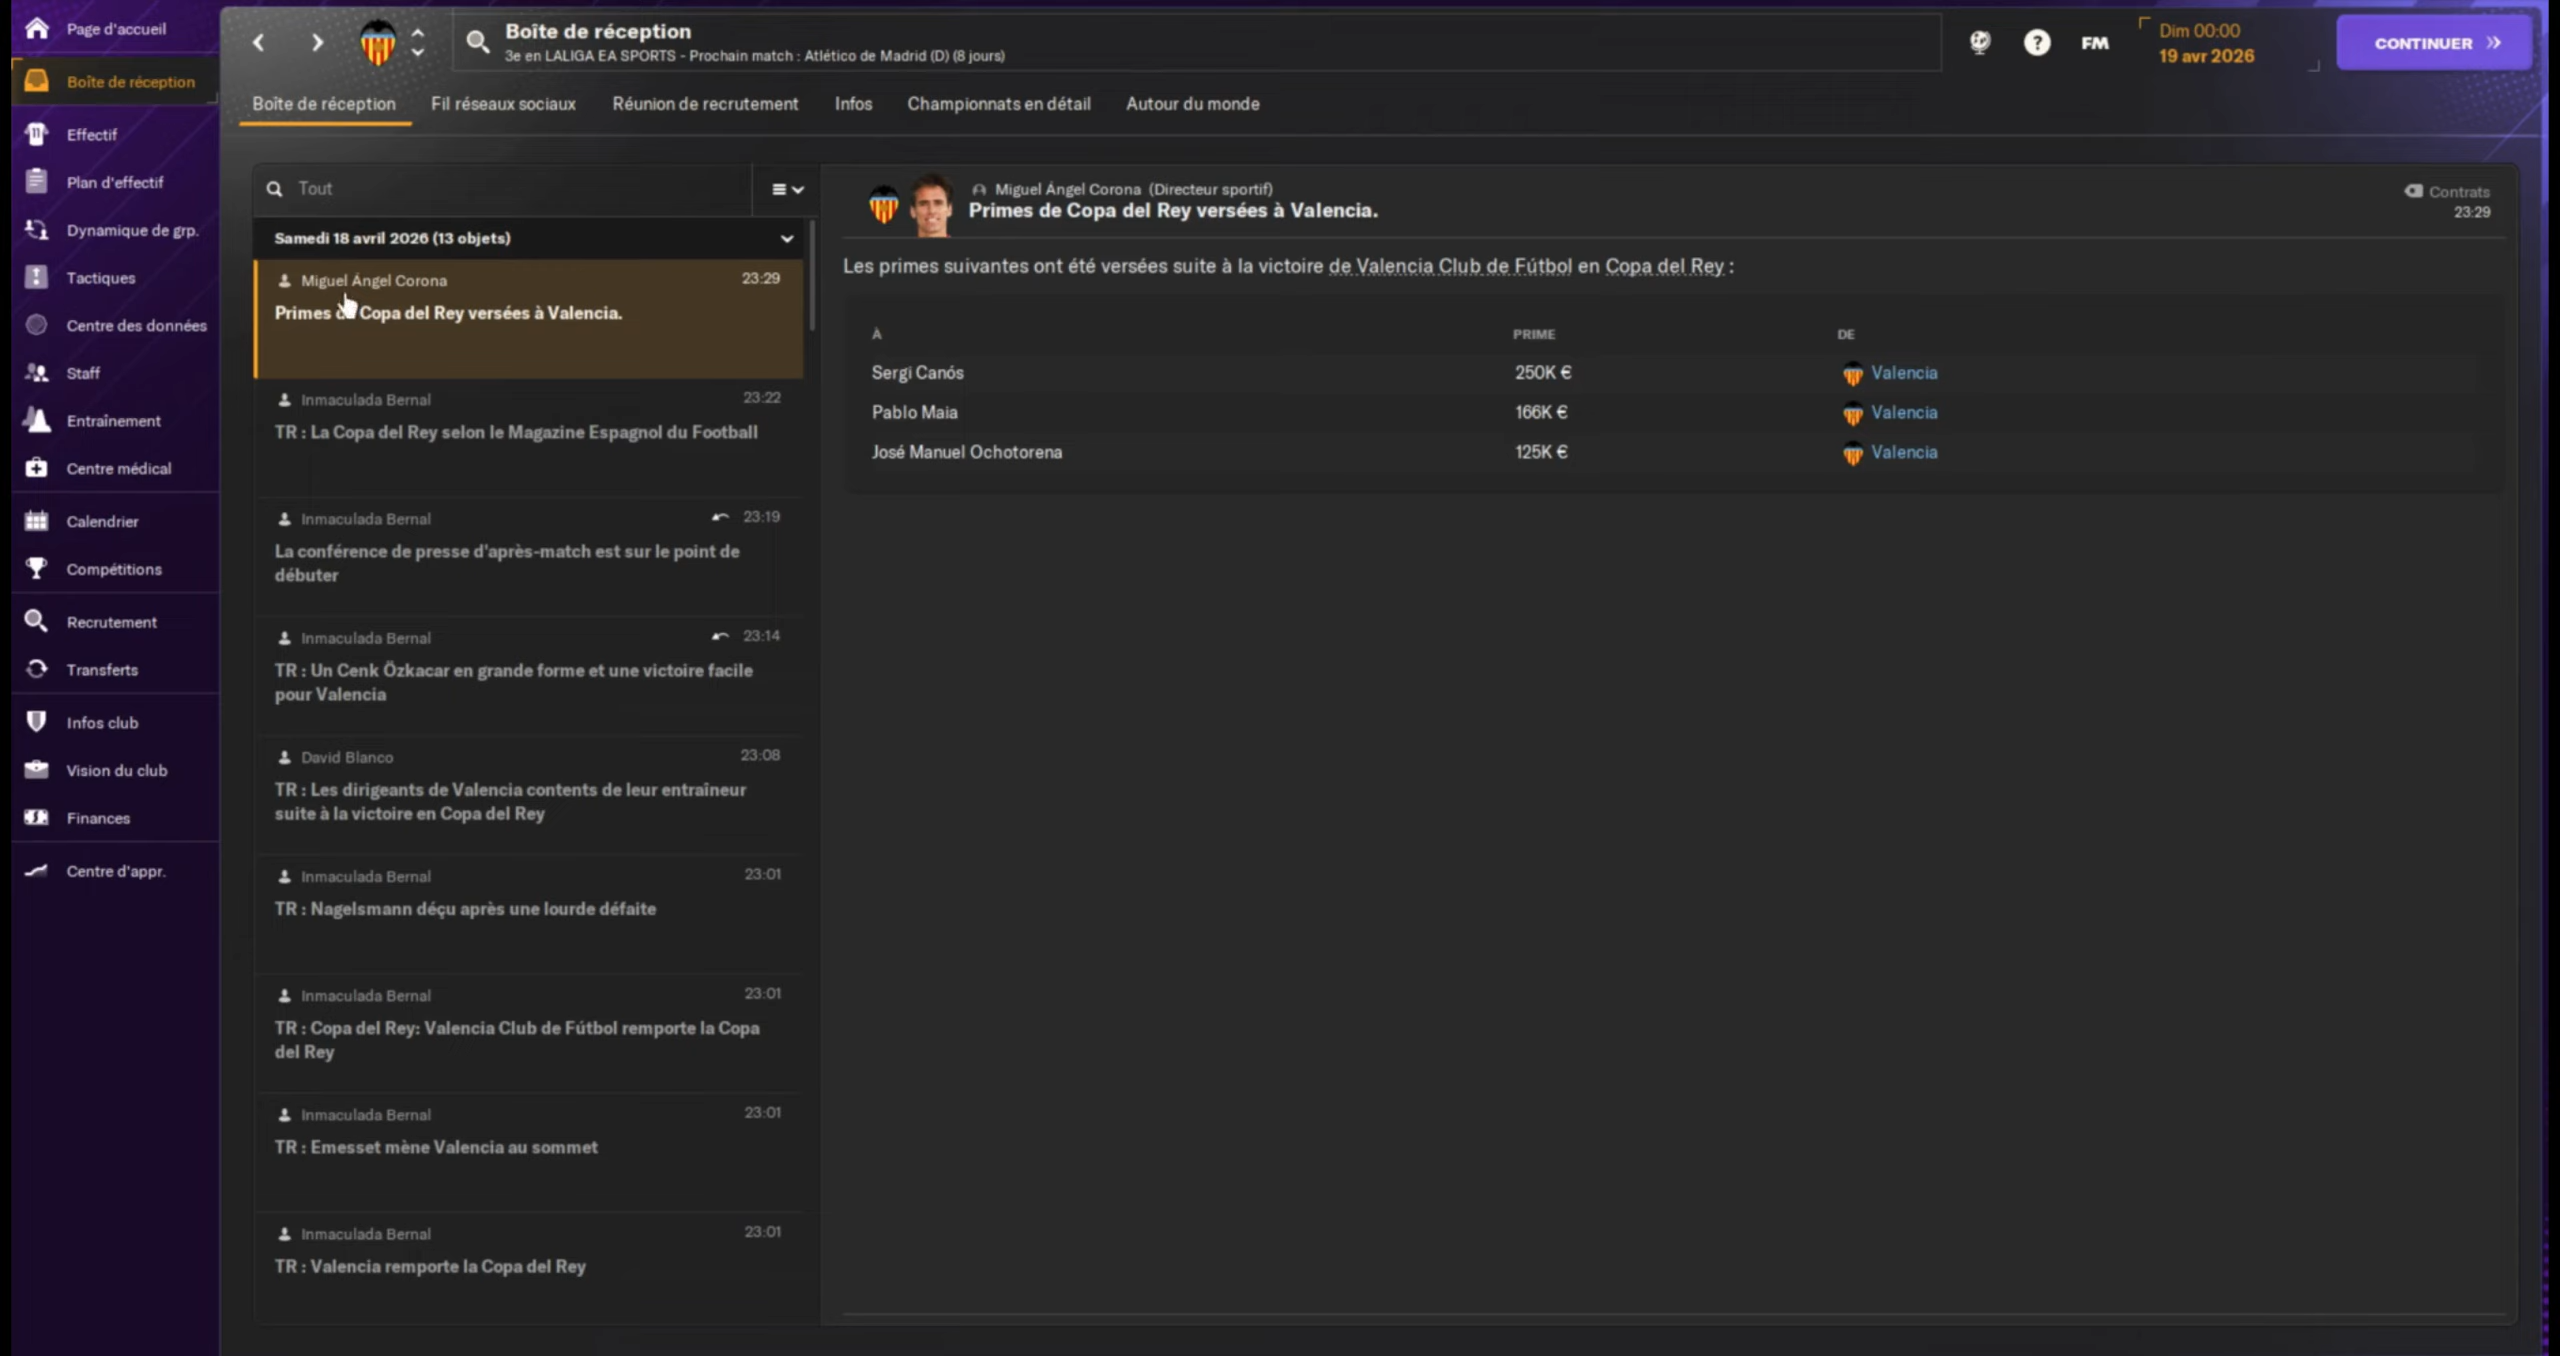 Page d'accueil
Boîte de réception
Effectif
Plan d'effectif
Dynamique de grp.
Tactiques
Centre des données
Staff
Entraînement
Centre médical
Calendrier
Compétitions
Recrutement
Transferts
Infos club
Vision du club
Finances
Centre d'appr.
Boîte de réception
3e en LALIGA EA SPORTS - Prochain match : Atlético de Madrid (D) (8 jours)
FM
Dim 00:00
19 avr 2026
CONTINUER
Boîte de réception Fil réseaux sociaux Réunion de recrutement Infos Championnats en détail Autour du monde
Tout
Samedi 18 avril 2026 (13 objets)
Miguel Ángel Corona 23:29
Primes de Copa del Rey versées à Valencia.
Inmaculada Bernal 23:22
TR : La Copa del Rey selon le Magazine Espagnol du Football
Inmaculada Bernal 23:19
La conférence de presse d'après-match est sur le point de
débuter
Inmaculada Bernal 23:14
TR : Un Cenk Özkacar en grande forme et une victoire facile
pour Valencia
David Blanco 23:08
TR : Les dirigeants de Valencia contents de leur entraîneur
suite à la victoire en Copa del Rey
Inmaculada Bernal 23:01
TR : Nagelsmann déçu après une lourde défaite
Inmaculada Bernal 23:01
TR : Copa del Rey: Valencia Club de Fútbol remporte la Copa
del Rey
Inmaculada Bernal 23:01
TR : Emesset mène Valencia au sommet
Inmaculada Bernal 23:01
TR : Valencia remporte la Copa del Rey
Miguel Ángel Corona (Directeur sportif)
Primes de Copa del Rey versées à Valencia.
Contrats
23:29
Les primes suivantes ont été versées suite à la victoire de Valencia Club de Fútbol en Copa del Rey :
À PRIME DE
Sergi Canós 250K € Valencia
Pablo Maia 166K € Valencia
José Manuel Ochotorena 125K € Valencia